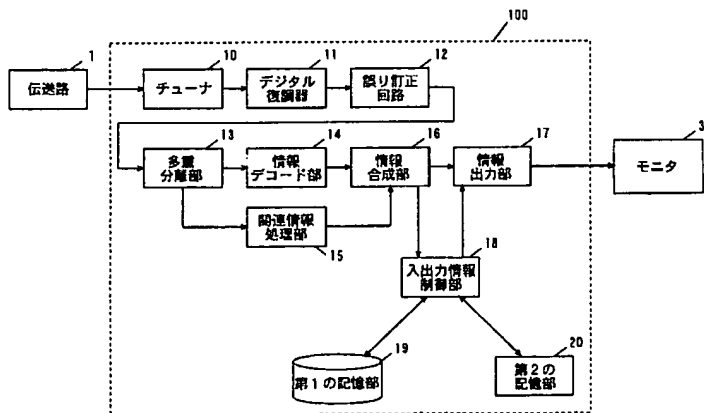 100
1
伝送路
10
チューナ
11
デジタル
復調器
12
誤り訂正
回路
13
多重
分離部
14
情報
デコード部
16
情報
合成部
17
情報
出力部
3
モニタ
関連情報
処理部
15
18
入出力情報
制御部
19
第1の記憶部
20
第2の
記憶部